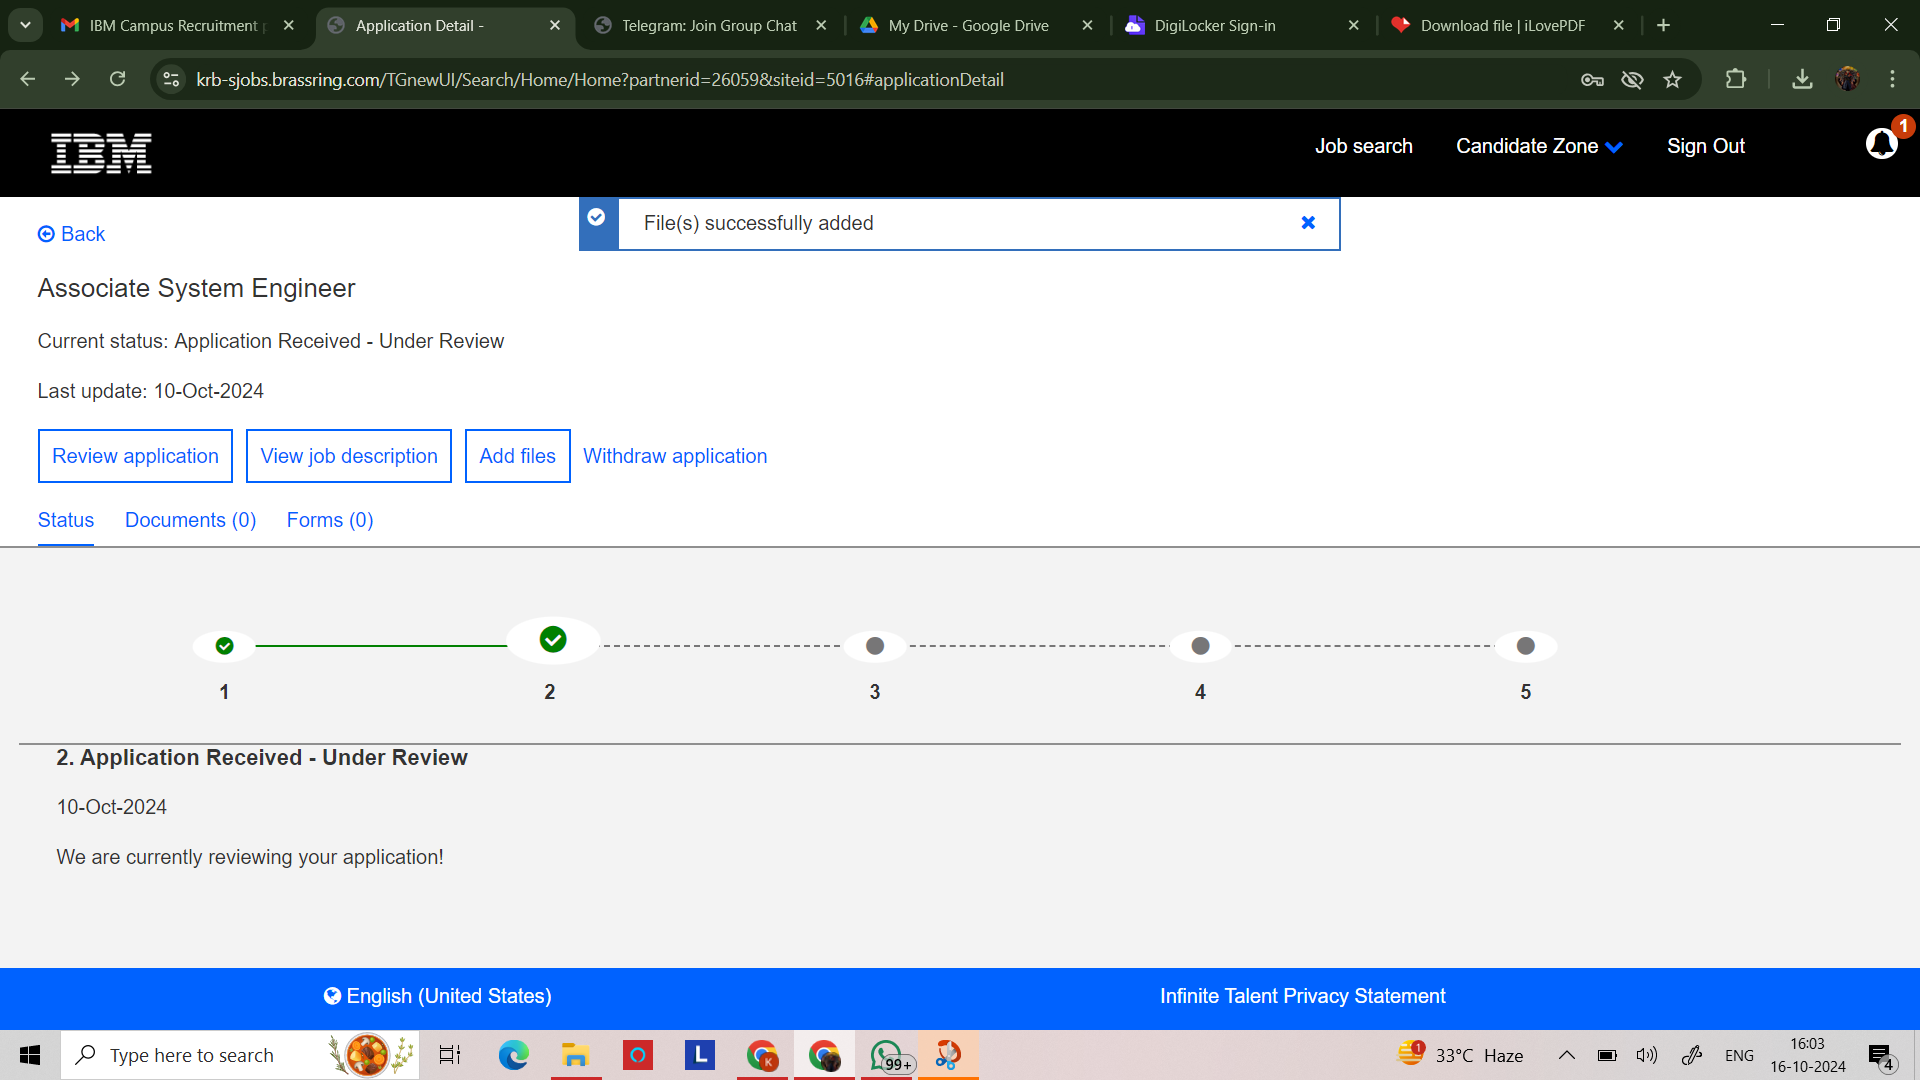 IBM Campus Recruitment p
Application Detail -
Telegram: Join Group Chat
My Drive - Google Drive
DigiLocker Sign-in
Download file | iLovePDF
krb-sjobs.brassring.com/TGnewUI/Search/Home/Home?partnerid=26059&siteid=5016#applicationDetail
IBM
Job search
Candidate Zone
Sign Out
1
Back
File(s) successfully added
Associate System Engineer
Current status: Application Received - Under Review
Last update: 10-Oct-2024
Review application
View job description
Add files
Withdraw application
Status
Documents (0)
Forms (0)
1
2
3
4
5
2. Application Received - Under Review
10-Oct-2024
We are currently reviewing your application!
English (United States)
Infinite Talent Privacy Statement
Type here to search
L
K
99+
1
33°C Haze
ENG
16:03
16-10-2024
4